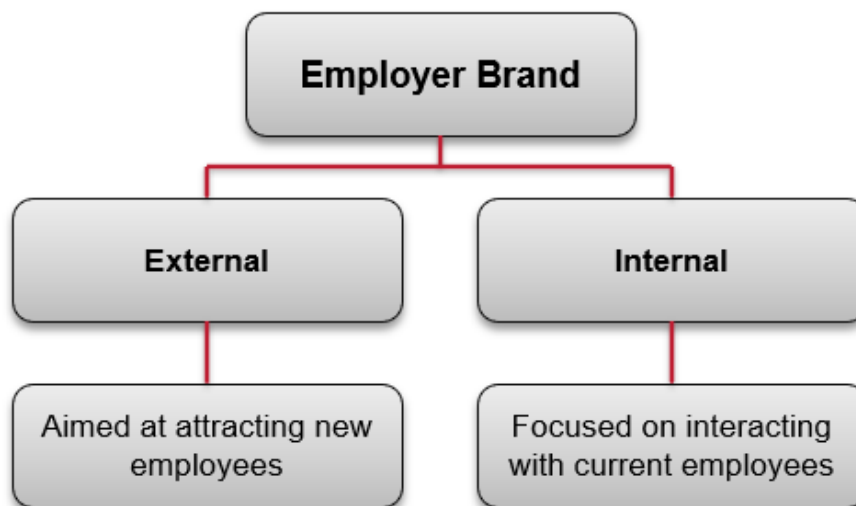 Employer Brand
External
Internal
Aimed at attracting new
employees
Focused on interacting
with current employees